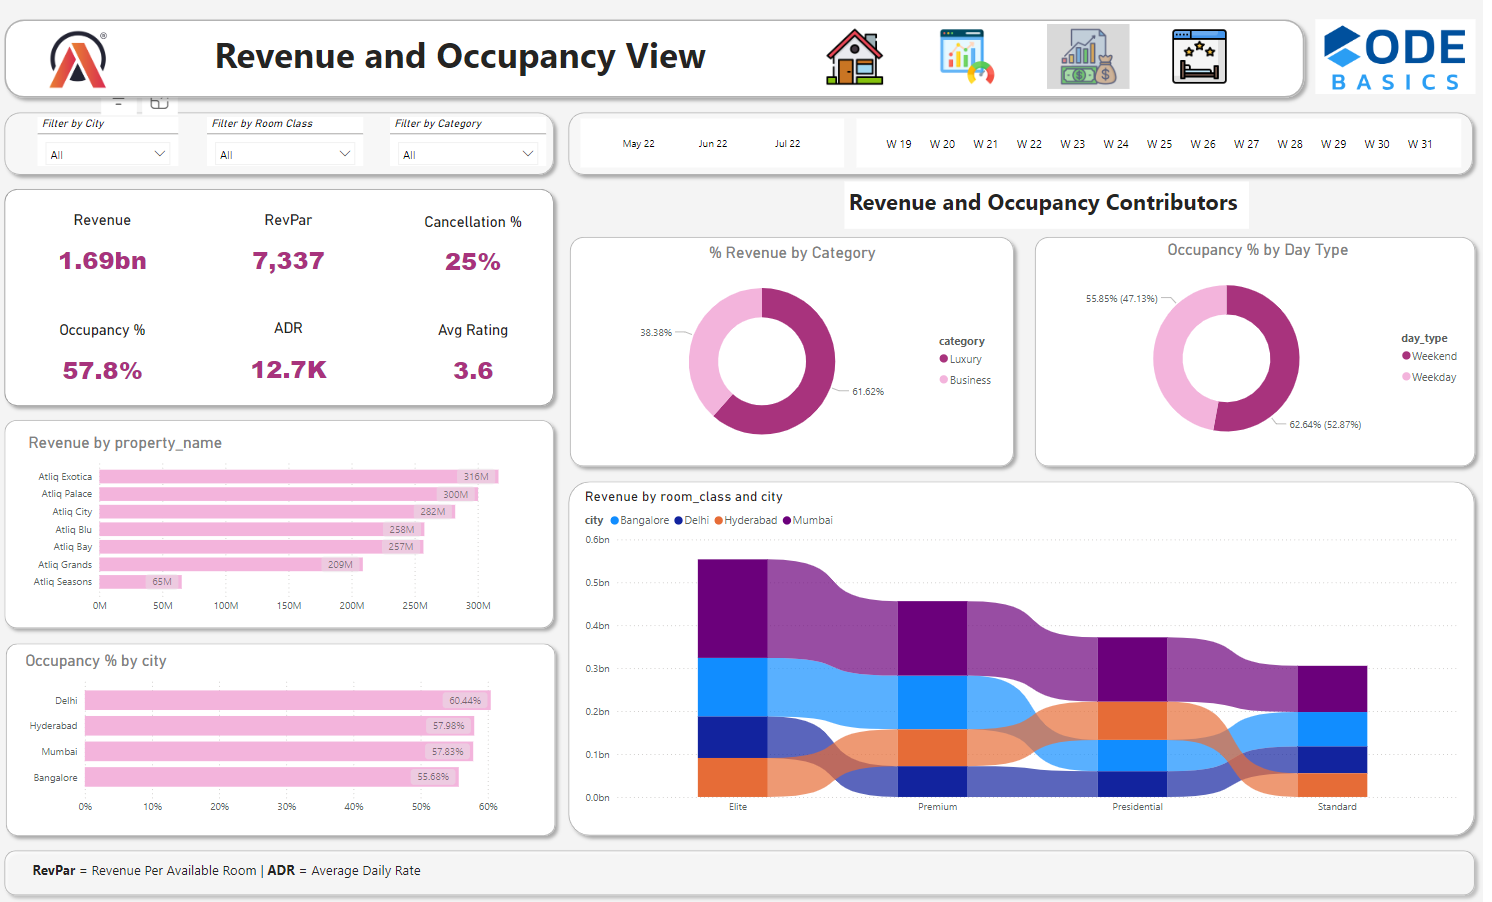 Revenue and Occupancy View
®
ODE
BASICS
Filter by City
Filter by Room Class
Filter by Category
All
All
All
May 22
Jun 22
Jul 22
W 19
W 20
W 21
W 22
W 23
W 24
W 25
W 26
W 27
W 28
W 29
W 30
W 31
Revenue
RevPar
Cancellation %
1.69bn
7,337
25%
Occupancy %
ADR
Avg Rating
57.8%
12.7K
3.6
Revenue and Occupancy Contributors
% Revenue by Category
38.38%
61.62%
category
Luxury
Business
Occupancy % by Day Type
55.85% (47.13%)
62.64% (52.87%)
day_type
Weekend
Weekday
Revenue by property_name
Atliq Exotica
316M
Atliq Palace
300M
Atliq City
282M
Atliq Blu
258M
Atliq Bay
257M
Atliq Grands
209M
Atliq Seasons
65M
0M
50M
100M
150M
200M
250M
300M
Occupancy % by city
Delhi
60.44%
Hyderabad
57.98%
Mumbai
57.83%
Bangalore
55.68%
0%
10%
20%
30%
40%
50%
60%
Revenue by room_class and city
city Bangalore Delhi Hyderabad Mumbai
0.6bn
0.5bn
0.4bn
0.3bn
0.2bn
0.1bn
0.0bn
Elite
Premium
Presidential
Standard
RevPar = Revenue Per Available Room | ADR = Average Daily Rate